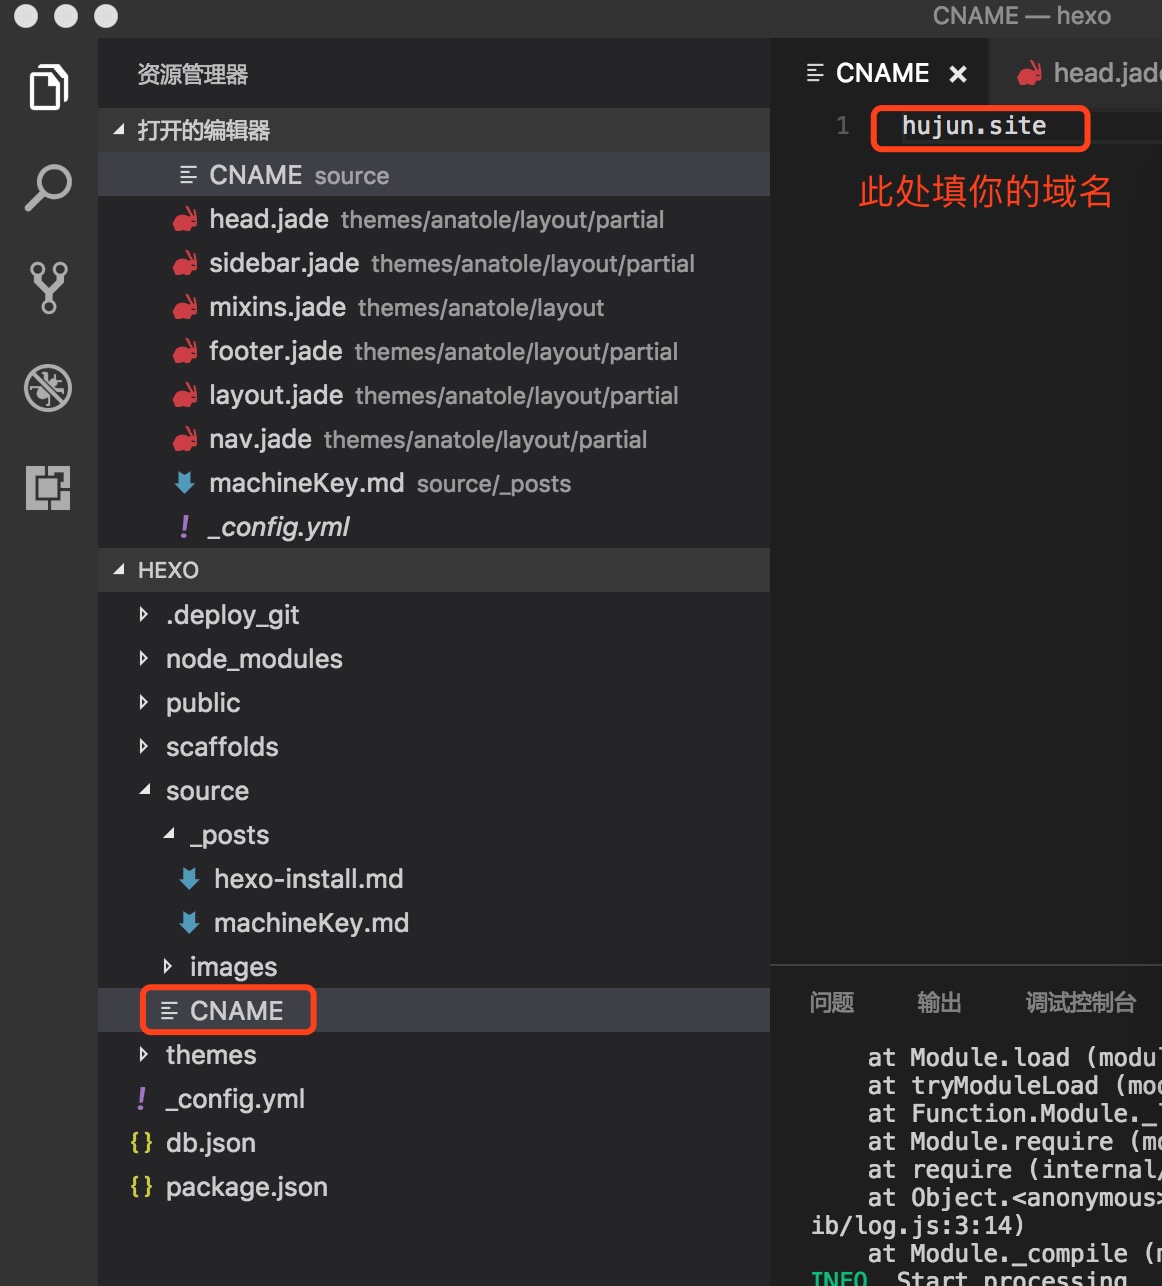 CNAME — hexo
资源管理器
打开的编辑器
CNAME source
head.jade themes/anatole/layout/partial
sidebar.jade themes/anatole/layout/partial
mixins.jade themes/anatole/layout
footer.jade themes/anatole/layout/partial
layout.jade themes/anatole/layout/partial
nav.jade themes/anatole/layout/partial
machineKey.md source/_posts
! _config.yml
HEXO
.deploy_git
node_modules
public
scaffolds
source
_posts
hexo-install.md
machineKey.md
images
CNAME
themes
! _config.yml
{} db.json
{} package.json
CNAME × head.jade
1 hujun.site
此处填你的域名
问题 输出 调试控制台
at Module.load (modul
at tryModuleLoad (mod
at Function.Module._
at Module.require (mo
at require (internal/
at Object.<anonymous>
ib/log.js:3:14)
at Module._compile (m
INFO Start processing